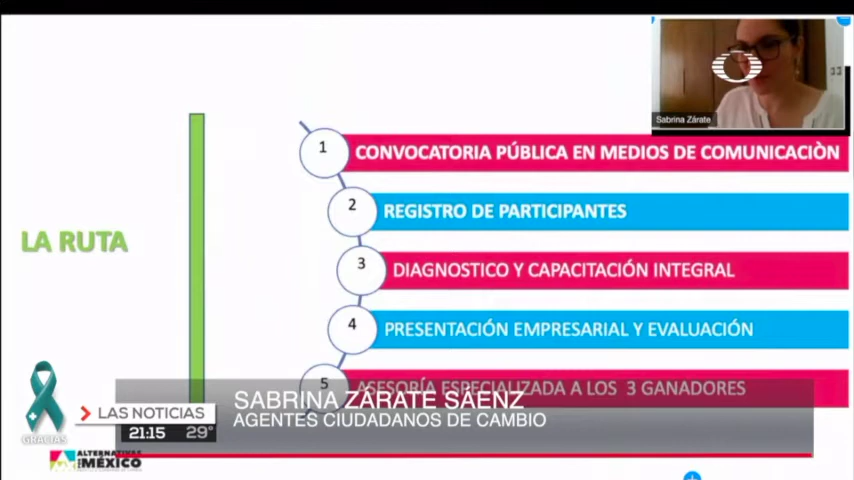 Sabrina Zárate
1
CONVOCATORIA PÚBLICA EN MEDIOS DE COMUNICACIÒN
2
REGISTRO DE PARTICIPANTES
LA RUTA
3
DIAGNOSTICO Y CAPACITACIÓN INTEGRAL
4
PRESENTACIÓN EMPRESARIAL Y EVALUACIÓN
5
ASESORÍA ESPECIALIZADA A LOS 3 GANADORES
SABRINA ZÁRATE SÁENZ
AGENTES CIUDADANOS DE CAMBIO
LAS NOTICIAS
21:15 29°
GRACIAS
ALTERNATIVAS
MÉXICO